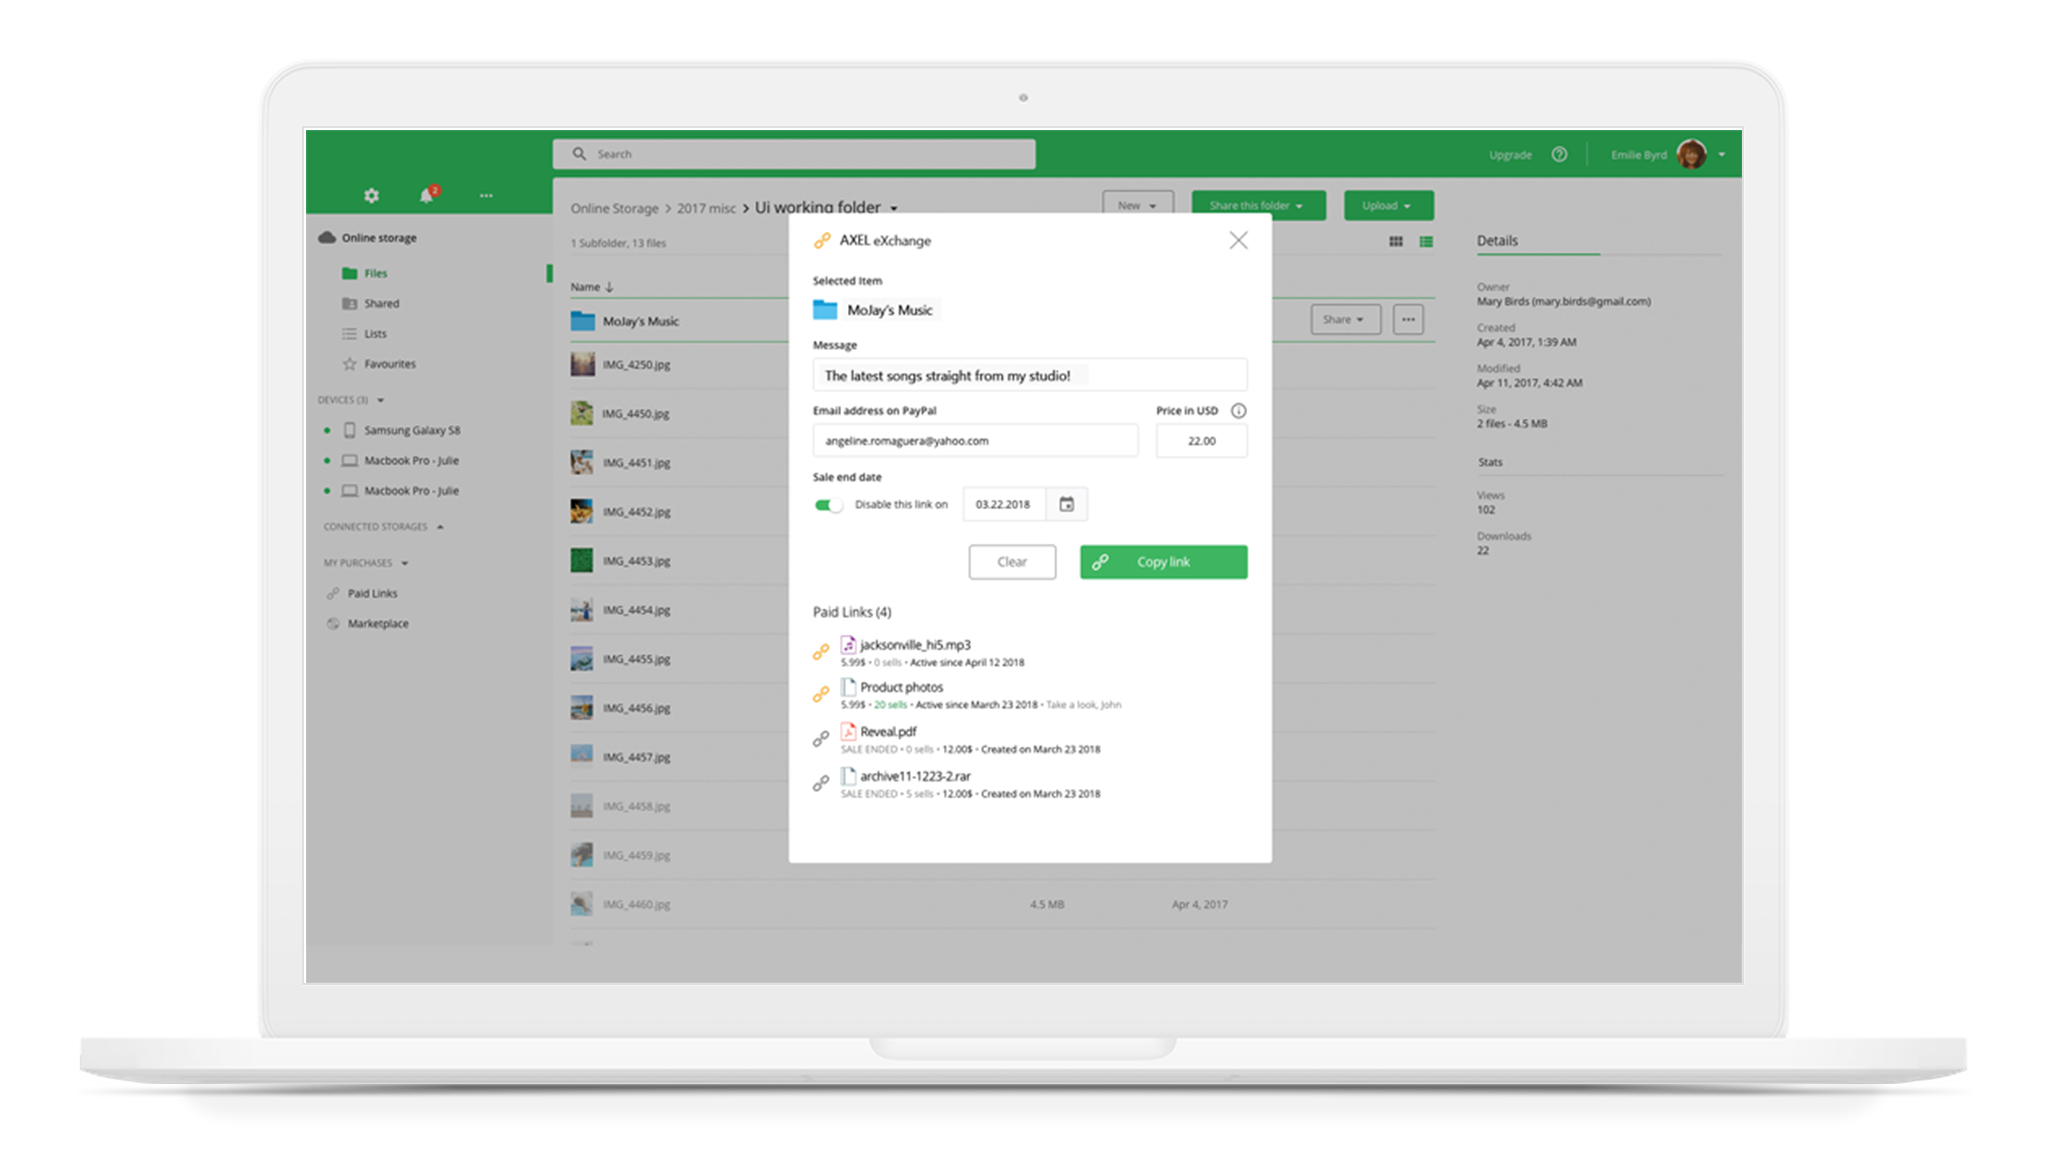 Search
Upgrade
Emilie Byrd
2
Online storage
Files
Shared
Lists
Favourites
DEVICES (3)
Samsung Galaxy S8
Macbook Pro - Julie
Macbook Pro - Julie
CONNECTED STORAGES
MY PURCHASES
Paid Links
Marketplace
Online Storage > 2017 misc > Ui working folder
New
Share this folder
Upload
1 Subfolder, 13 files
Name
MoJay's Music
Share
IMG_4250.jpg
IMG_4450.jpg
IMG_4451.jpg
IMG_4452.jpg
IMG_4453.jpg
IMG_4454.jpg
IMG_4455.jpg
IMG_4456.jpg
IMG_4457.jpg
IMG_4458.jpg
IMG_4459.jpg
IMG_4460.jpg 4.5 MB Apr 4, 2017
AXEL eXchange
Selected Item
MoJay's Music
Message
The latest songs straight from my studio!
Email address on PayPal
Price in USD
angeline.romaguera@yahoo.com
22.00
Sale end date
Disable this link on
03.22.2018
Clear
Copy link
Paid Links (4)
jacksonville_hi5.mp3
5.99$ • 0 sells • Active since April 12 2018
Product photos
5.99$ • 20 sells • Active since March 23 2018 • Take a look, John
Reveal.pdf
SALE ENDED • 0 sells • 12.00$ • Created on March 23 2018
archive11-1223-2.rar
SALE ENDED • 5 sells • 12.00$ • Created on March 23 2018
Details
Owner
Mary Birds (mary.birds@gmail.com)
Created
Apr 4, 2017, 1:39 AM
Modified
Apr 11, 2017, 4:42 AM
Size
2 files - 4.5 MB
Stats
Views
102
Downloads
22